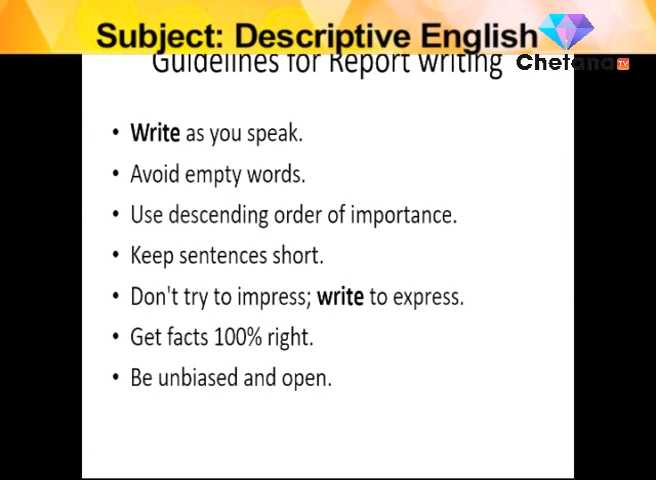 Subject: Descriptive English
Chetana TV
Guidelines for Report writing
• Write as you speak.
• Avoid empty words.
• Use descending order of importance.
• Keep sentences short.
• Don't try to impress; write to express.
• Get facts 100% right.
• Be unbiased and open.